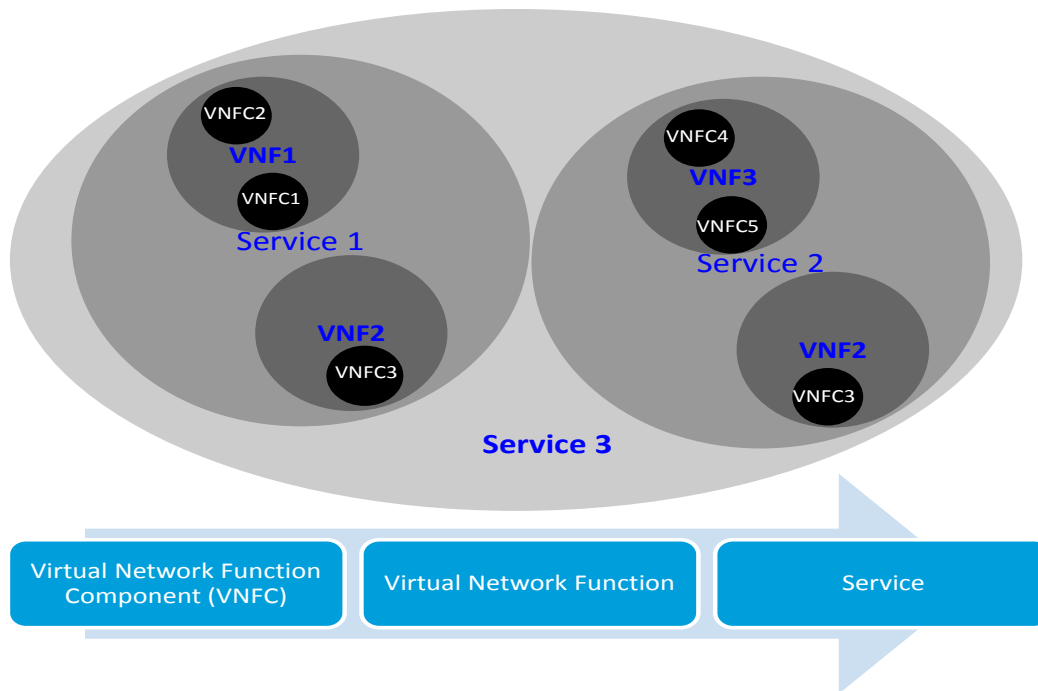 VNFC2
VNF1
VNFC1
Service 1
VNF2
VNFC3
VNFC4
VNF3
VNFC5
Service 2
VNF2
VNFC3
Service 3
Virtual Network Function
Component (VNFC)
Virtual Network Function
Service